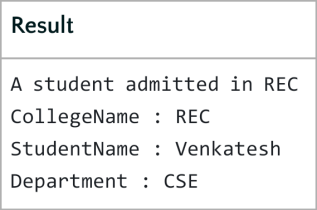 Result
A student admitted in REC
CollegeName : REC
StudentName : Venkatesh
Department : CSE